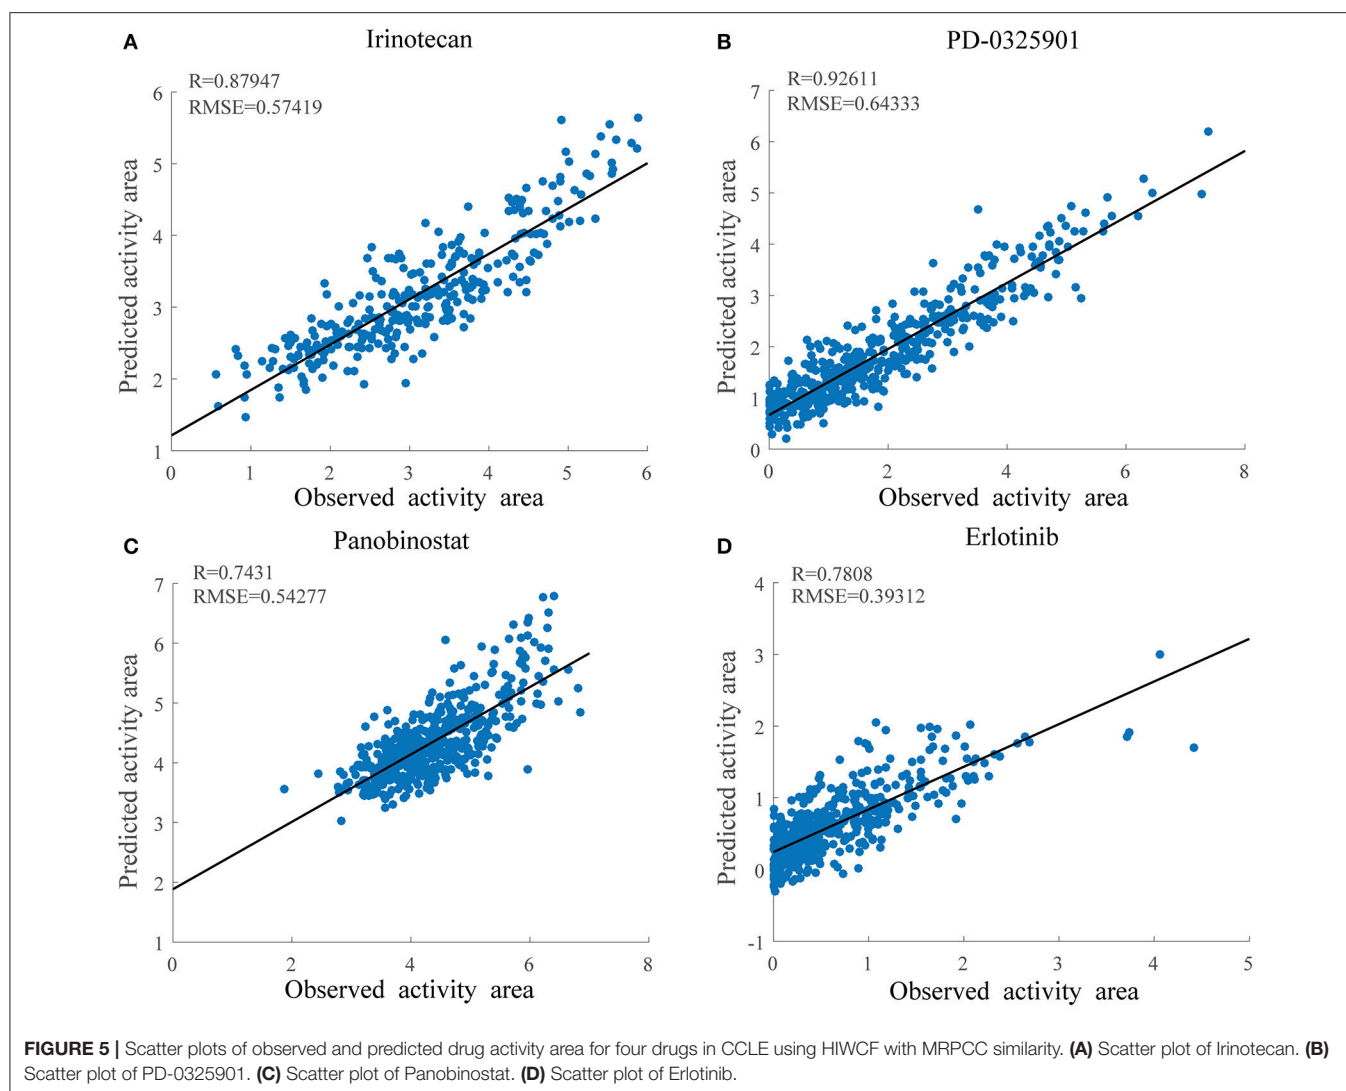 A
Irinotecan
R=0.87947
RMSE=0.57419
6
5
4
3
2
1
0
1
2
3
4
5
6
Predicted activity area
Observed activity area
B
PD-0325901
R=0.92611
RMSE=0.64333
7
6
5
4
3
2
1
0
0
2
4
6
8
Predicted activity area
Observed activity area
C
Panobinostat
R=0.7431
RMSE=0.54277
7
6
5
4
3
2
1
0
2
4
6
8
Predicted activity area
Observed activity area
D
Erlotinib
R=0.7808
RMSE=0.39312
4
3
2
1
0
-1
0
1
2
3
4
5
Predicted activity area
Observed activity area
FIGURE 5 | Scatter plots of observed and predicted drug activity area for four drugs in CCLE using HIWCF with MRPCC similarity. (A) Scatter plot of Irinotecan. (B)
Scatter plot of PD-0325901. (C) Scatter plot of Panobinostat. (D) Scatter plot of Erlotinib.